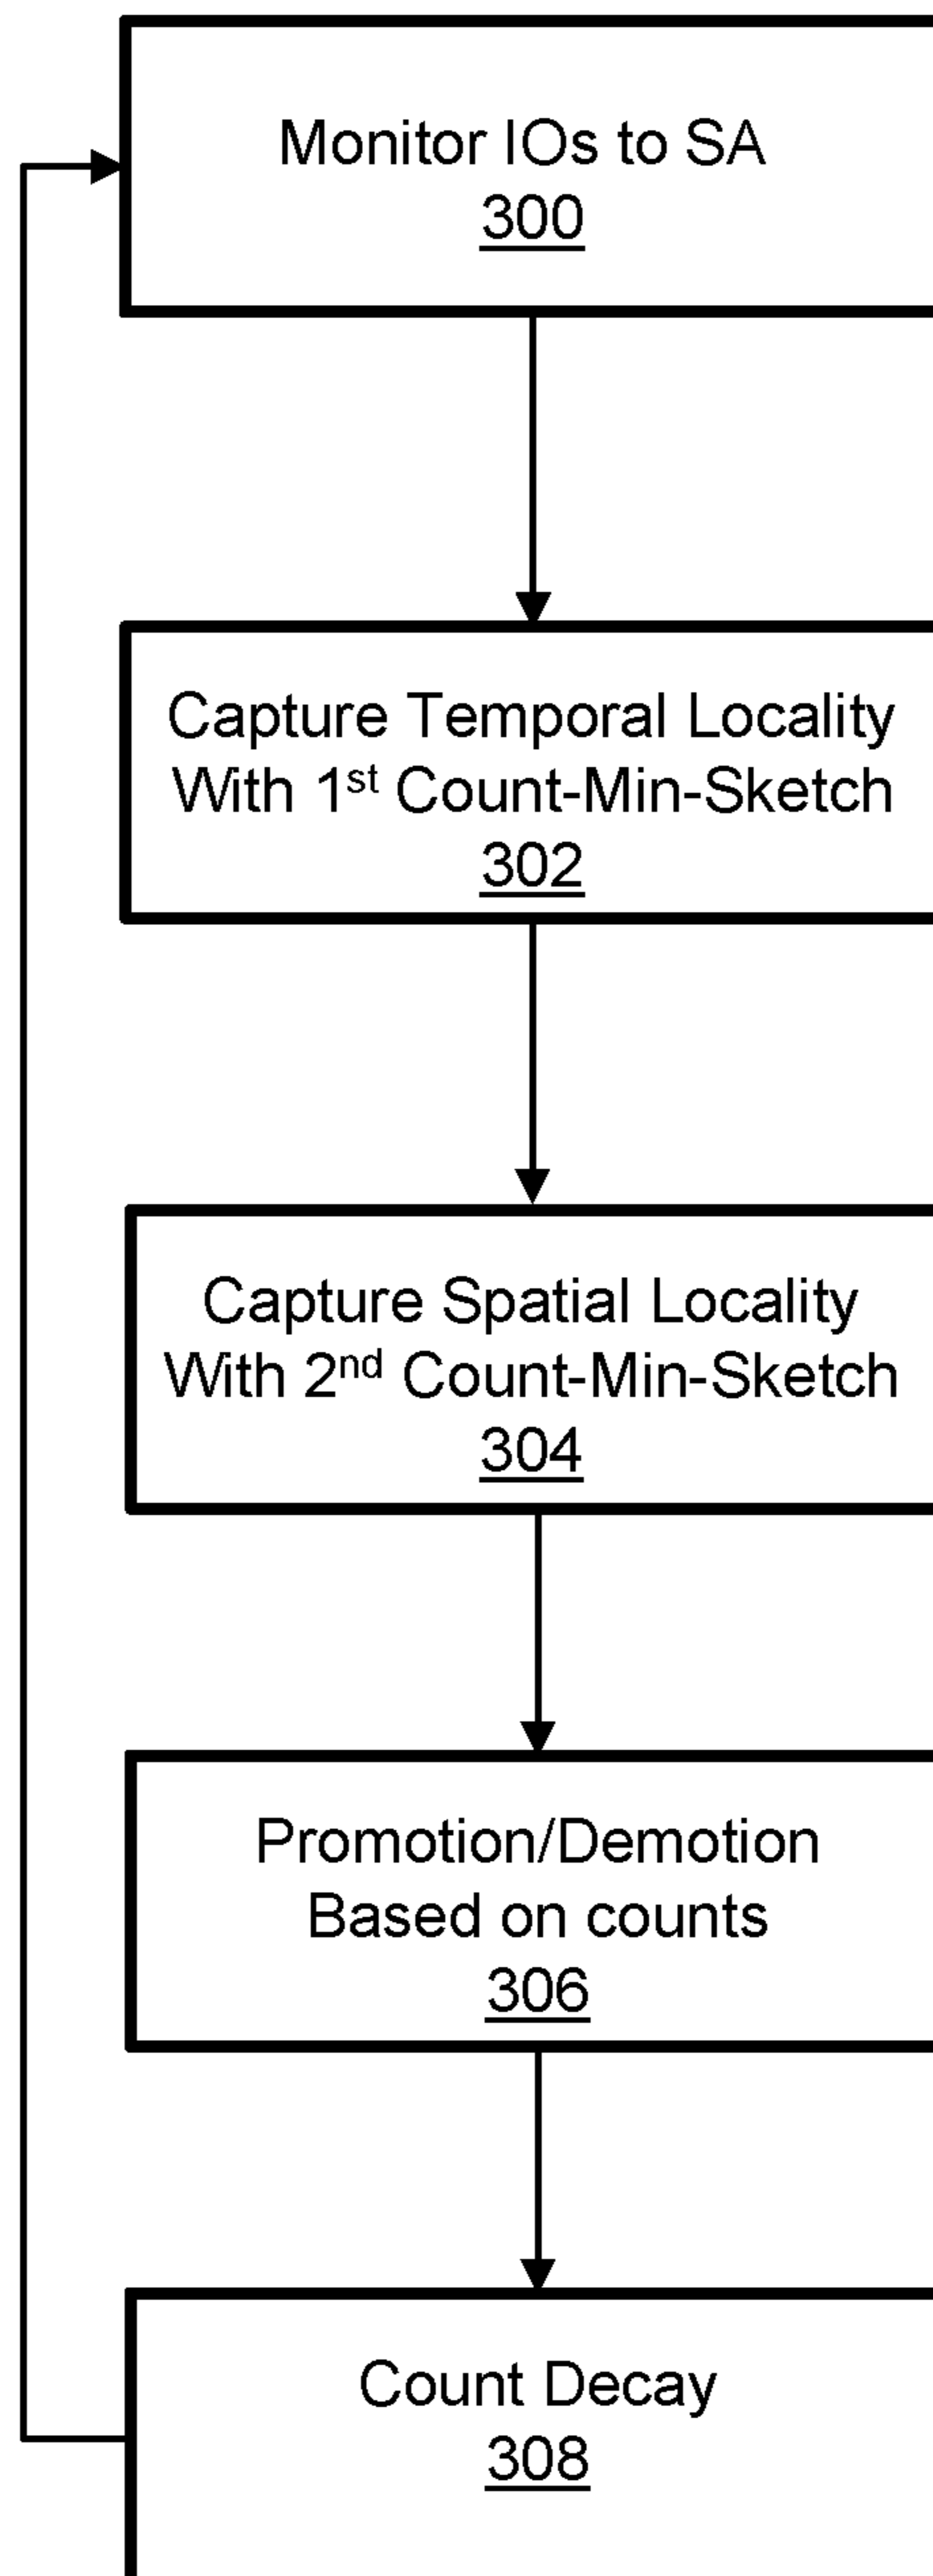 Monitor IOs to SA
300
Capture Temporal Locality
With 1st Count-Min-Sketch
302
Capture Spatial Locality
With 2nd Count-Min-Sketch
304
Promotion/Demotion
Based on counts
306
Count Decay
308